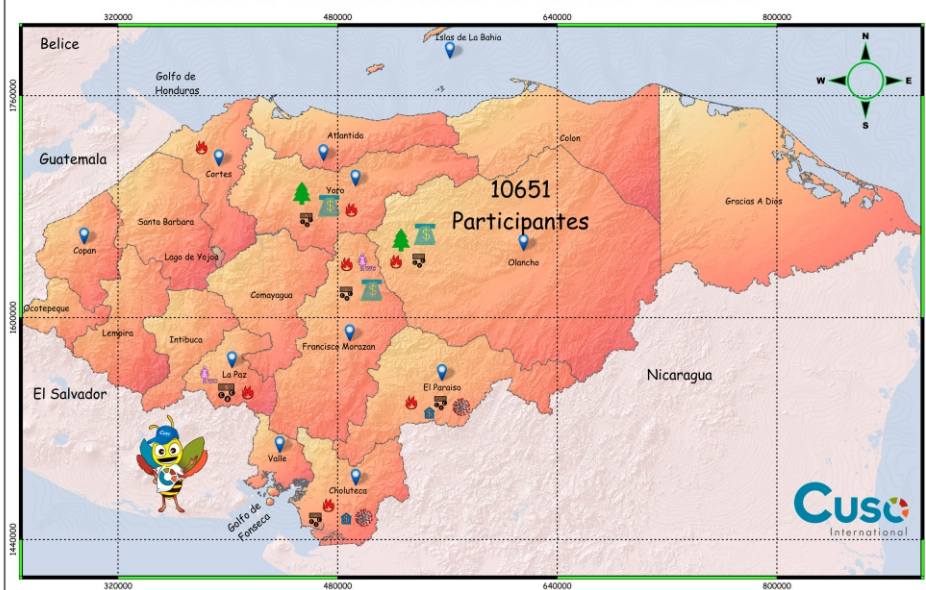 320000
480000
640000
800000
Belice
Islas de La Bahia
Golfo de
Honduras
N
W
E
S
1760000
Guatemala
Atlantida
Colon
Cortes
Yoro
10651
Participantes
Gracias A Dios
Santa Barbara
Copan
Lago de Yojoa
Olancho
Comayagua
Ocotepeque
1600000
Lempira
Intibuca
Francisco Morazan
La Paz
El Paraiso
Nicaragua
El Salvador
Valle
Choluteca
Golfo de
Fonseca
Cuso
International
1440000
320000
480000
640000
800000